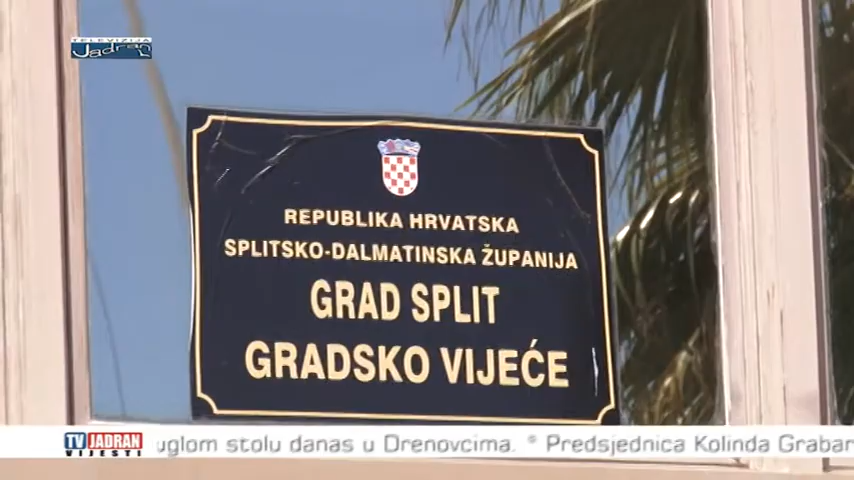 TELEVIZIJA
Jadran
REPUBLIKA HRVATSKA
SPLITSKO-DALMATINSKA ŽUPANIJA
GRAD SPLIT
GRADSKO VIJEĆE
TV JADRAN
VIJESTI
uglom stolu danas u Drenovcima. * Predsjednica Kolinda Grabar